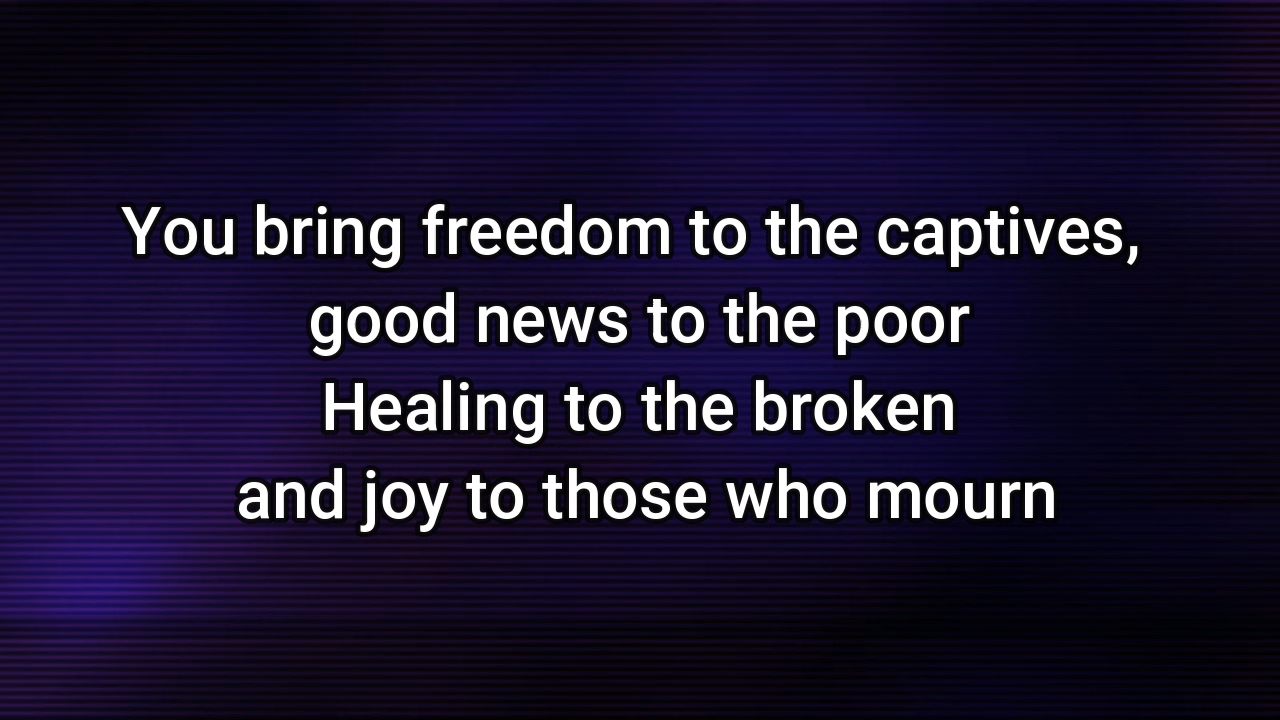 You bring freedom to the captives,
good news to the poor
Healing to the broken
and joy to those who mourn